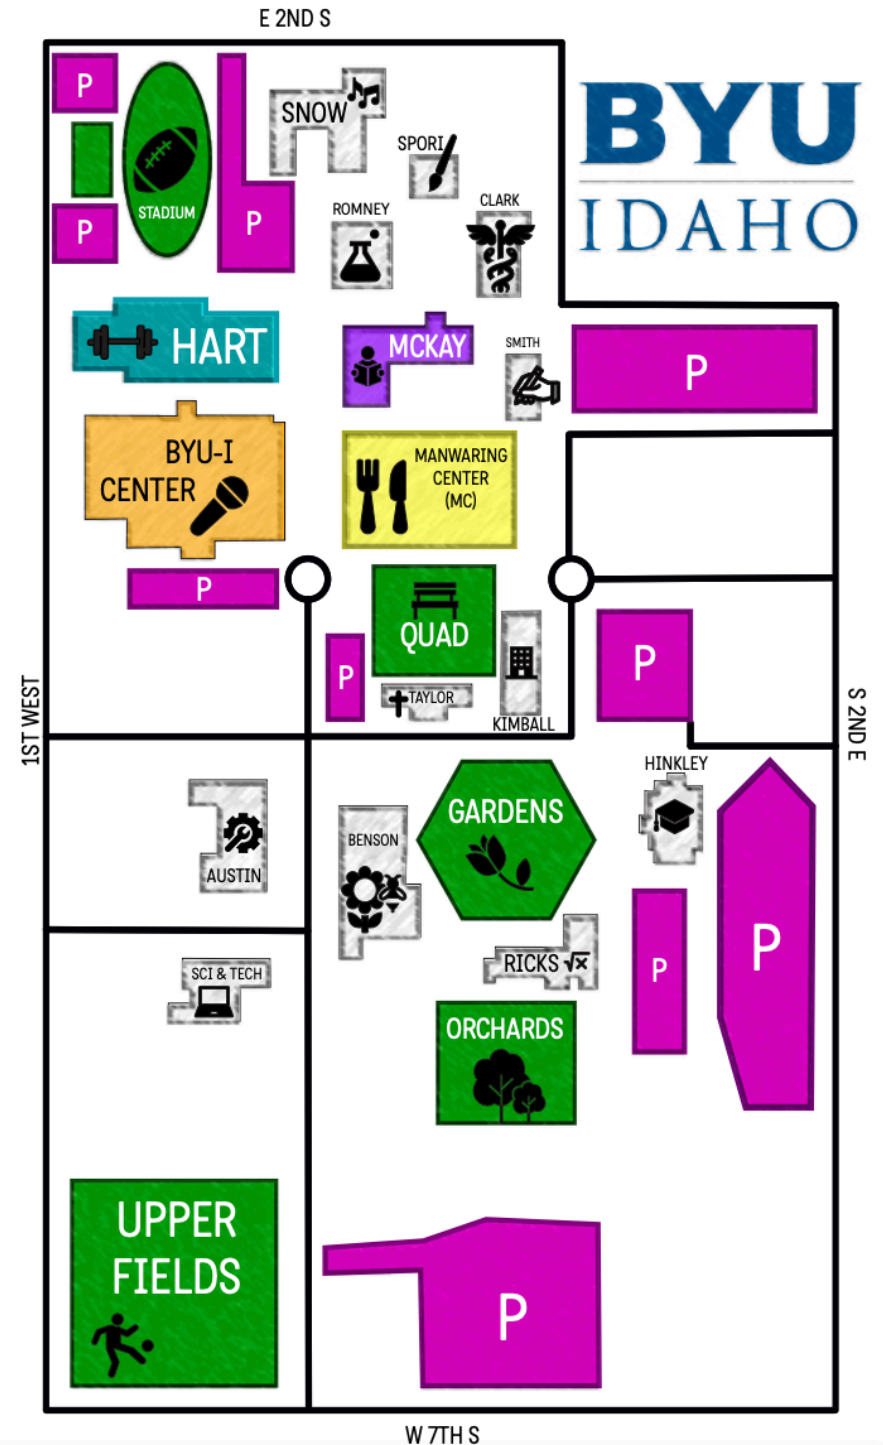 E 2ND S
BYU
IDAHO
P
STADIUM
P
P
SNOW
SPORI
ROMNEY
CLARK
HART
MCKAY
SMITH
P
BYU-I
CENTER
MANWARING
CENTER
(MC)
P
QUAD
P
TAYLOR
KIMBALL
P
1ST WEST
S 2ND E
HINKLEY
GARDENS
BENSON
AUSTIN
P
P
RICKS √x
SCI & TECH
ORCHARDS
UPPER
FIELDS
P
W 7TH S